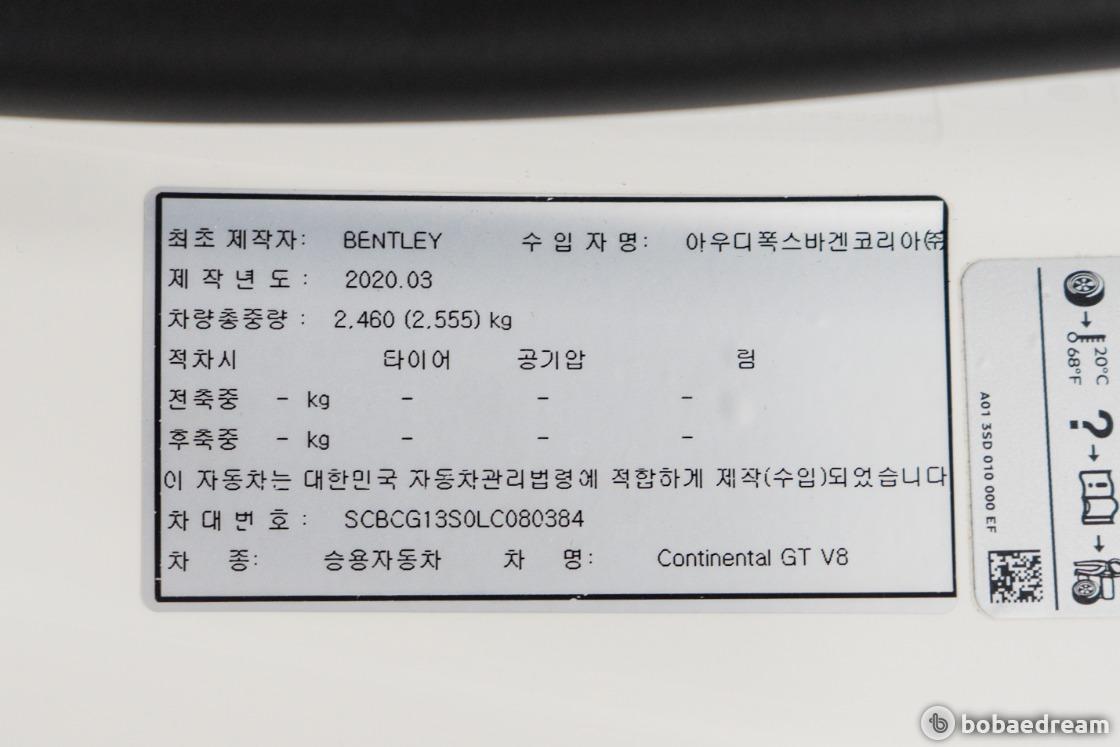 최초 제작자: BENTLEY 수 입 자 명: 아우디폭스바겐코리아㈜
제 작 년 도 : 2020.03
차량총중량 : 2,460 (2,555) kg
적차시 타이어 공기압 림
전축중 - kg - - -
후축중 - kg - - -
이 자동차는 대한민국 자동차관리법령에 적합하게 제작(수입)되었습니다
차 대 번 호 : SCBCG13S0LC080384
차 종: 승용자동차 차 명: Continental GT V8
20°C
68°F
?
A01 3SD 010 000 EF
bobaedream